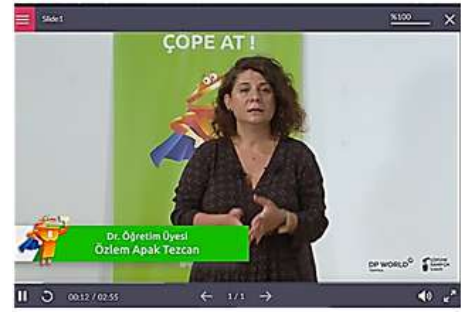 Slide1
%100
ÇOPE AT !
Dr. Öğretim Üyesi
Özlem Apak Tezcan
DP WORLD
00:12 / 02:55
1/1